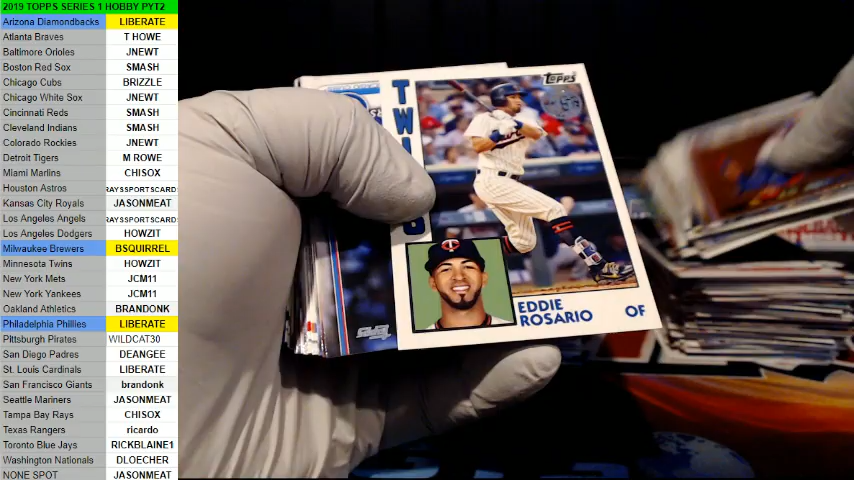 2019 TOPPS SERIES 1 HOBBY PYT2
Arizona Diamondbacks LIBERATE
Atlanta Braves T HOWE
Baltimore Orioles JNEWT
Boston Red Sox SMASH
Chicago Cubs BRIZZLE
Chicago White Sox JNEWT
Cincinnati Reds SMASH
Cleveland Indians SMASH
Colorado Rockies JNEWT
Detroit Tigers M ROWE
Miami Marlins CHISOX
Houston Astros RAYSSPORTSCARD
Kansas City Royals JASONMEAT
Los Angeles Angels RAYSSPORTSCARD
Los Angeles Dodgers HOWZIT
Milwaukee Brewers BSQUIRREL
Minnesota Twins HOWZIT
New York Mets JCM11
New York Yankees JCM11
Oakland Athletics BRANDONK
Philadelphia Phillies LIBERATE
Pittsburgh Pirates WILDCAT30
San Diego Padres DEANGEE
St. Louis Cardinals LIBERATE
San Francisco Giants brandonk
Seattle Mariners JASONMEAT
Tampa Bay Rays CHISOX
Texas Rangers ricardo
Toronto Blue Jays RICKBLAINE1
Washington Nationals DLOECHER
NONE SPOT JASONMEAT
topps
EDDIE
ROSARIO OF